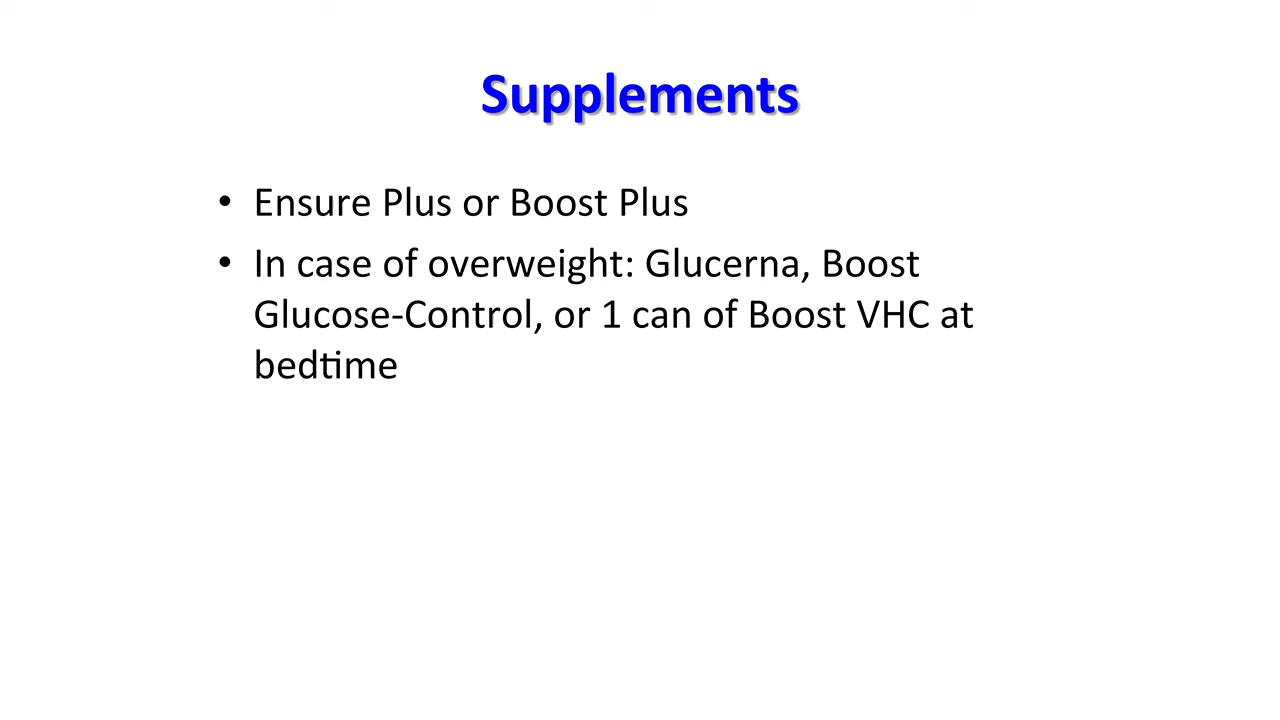 Supplements
• Ensure Plus or Boost Plus
• In case of overweight: Glucerna, Boost
Glucose-Control, or 1 can of Boost VHC at
bedtime